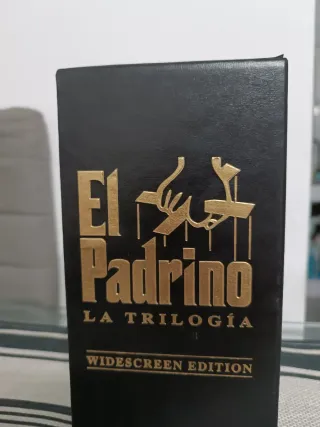 El
Padrino
LA TRILOGÍA
WIDESCREEN EDITION